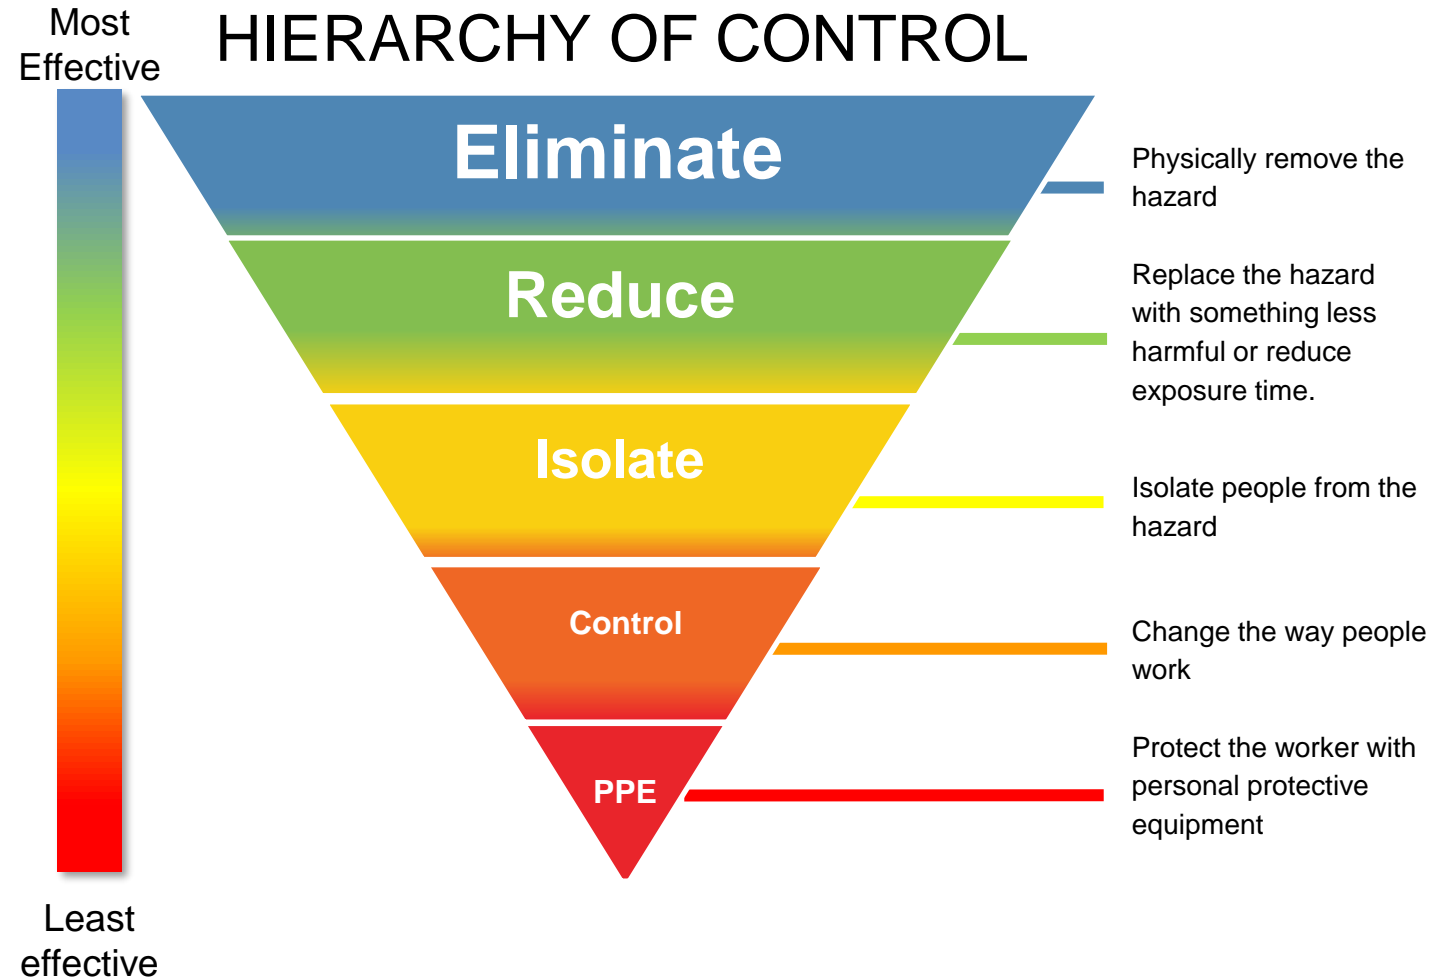 Most
Effective
HIERARCHY OF CONTROL
Eliminate
Physically remove the
hazard
Reduce
Replace the hazard
with something less
harmful or reduce
exposure time.
Isolate
Isolate people from the
hazard
Control
Change the way people
work
PPE
Protect the worker with
personal protective
equipment
Least
effective